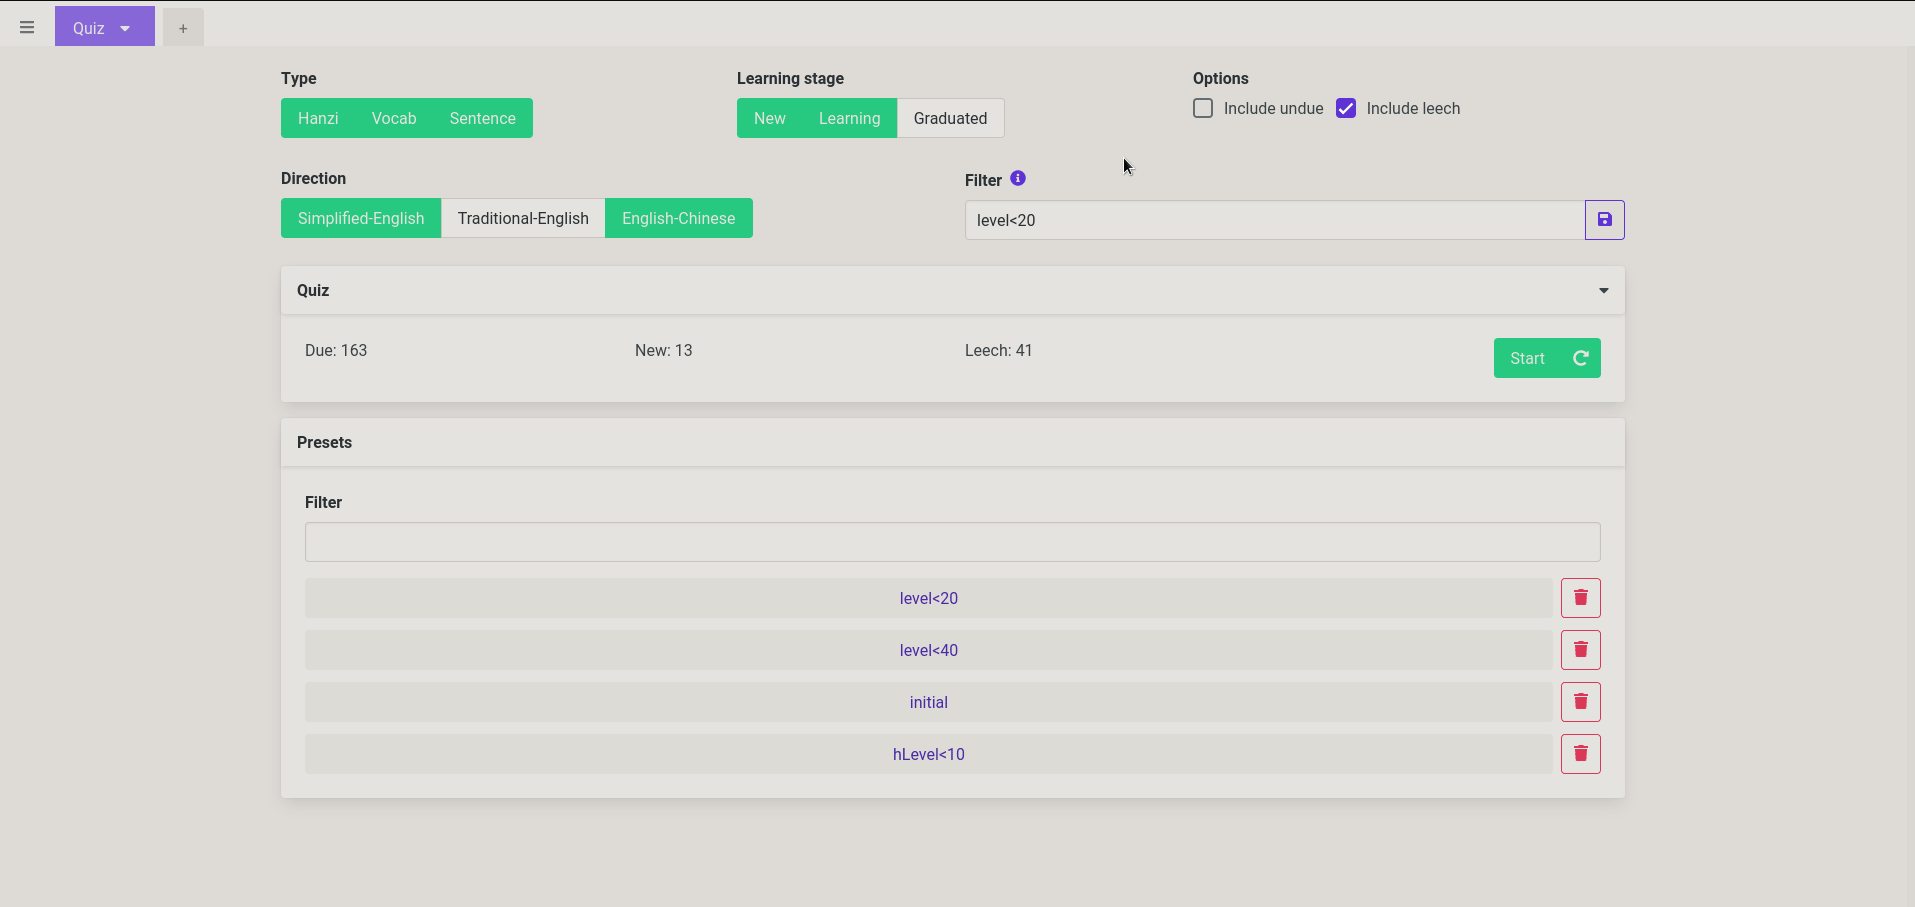 Quiz
+
Type
Learning stage
Options
Hanzi Vocab Sentence
New Learning Graduated
Include undue Include leech
Direction
Filter
Simplified-English Traditional-English English-Chinese
level<20
Quiz
Due: 163
New: 13
Leech: 41
Start
Presets
Filter
level<20
level<40
initial
hLevel<10